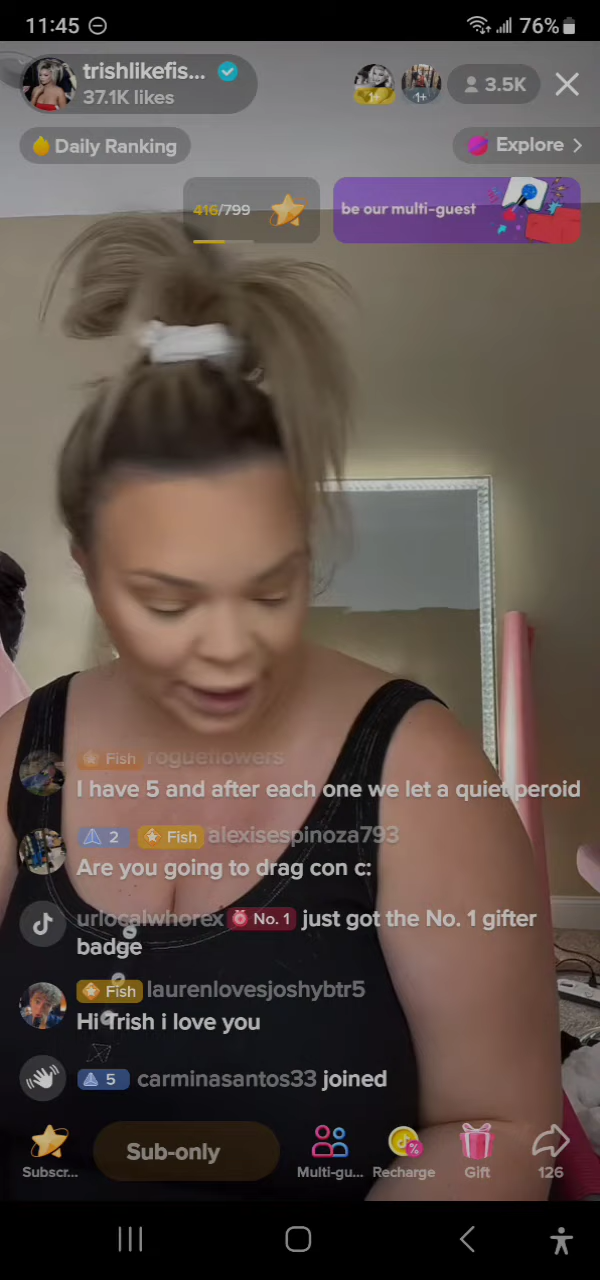 11:45
76%
trishlikefis...
37.1K likes
1+
1+
3.5K
Daily Ranking
Explore >
416/799
be our multi-guest
Fish rogueflowers
I have 5 and after each one we let a quiet peroid
2 Fish alexisespinoza793
Are you going to drag con c:
urlocalwhorex No. 1 just got the No. 1 gifter
badge
Fish laurenlovesjoshybtr5
Hi Trish i love you
5 carminasantos33 joined
Sub-only
Subscr... Multi-gu... Recharge Gift 126